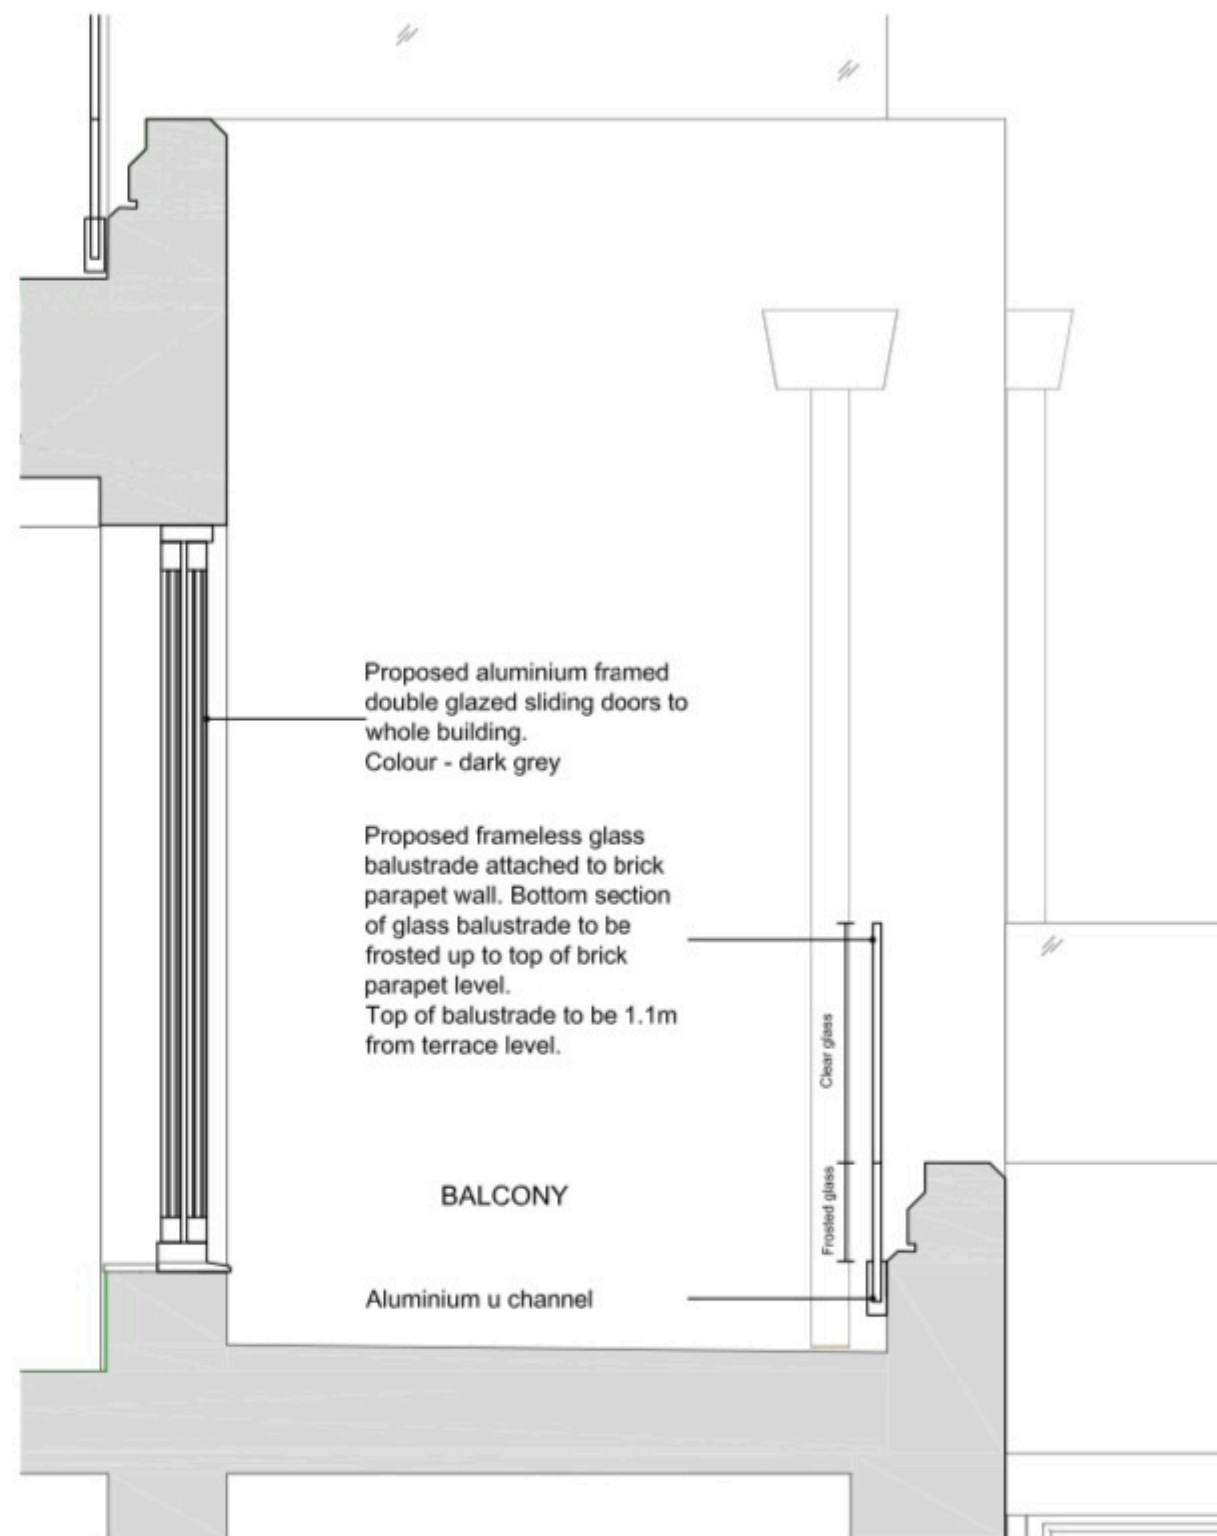 Proposed aluminium framed
double glazed sliding doors to
whole building.
Colour - dark grey
Proposed frameless glass
balustrade attached to brick
parapet wall. Bottom section
of glass balustrade to be
frosted up to top of brick
parapet level.
Top of balustrade to be 1.1m
from terrace level.
Clear glass
Frosted glass
BALCONY
Aluminium u channel